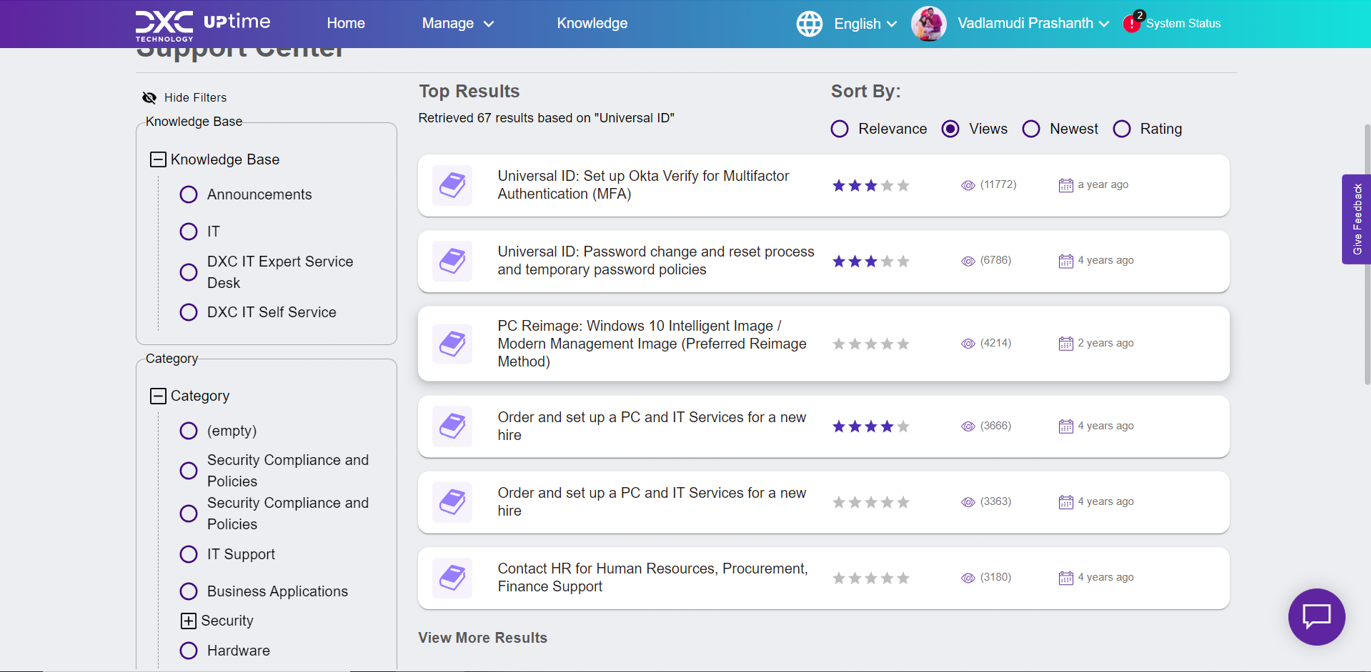 DXC TECHNOLOGY UPtime
Home
Manage
Knowledge
English
Vadlamudi Prashanth
2
System Status
Support Center
Hide Filters
Knowledge Base
Knowledge Base
Announcements
IT
DXC IT Expert Service
Desk
DXC IT Self Service
Category
Category
(empty)
Security Compliance and
Policies
Security Compliance and
Policies
IT Support
Business Applications
Security
Hardware
Top Results
Retrieved 67 results based on "Universal ID"
Sort By:
Relevance
Views
Newest
Rating
Universal ID: Set up Okta Verify for Multifactor
Authentication (MFA)
(11772)
a year ago
Universal ID: Password change and reset process
and temporary password policies
(6786)
4 years ago
PC Reimage: Windows 10 Intelligent Image /
Modern Management Image (Preferred Reimage
Method)
(4214)
2 years ago
Order and set up a PC and IT Services for a new
hire
(3666)
4 years ago
Order and set up a PC and IT Services for a new
hire
(3363)
4 years ago
Contact HR for Human Resources, Procurement,
Finance Support
(3180)
4 years ago
View More Results
Give Feedback